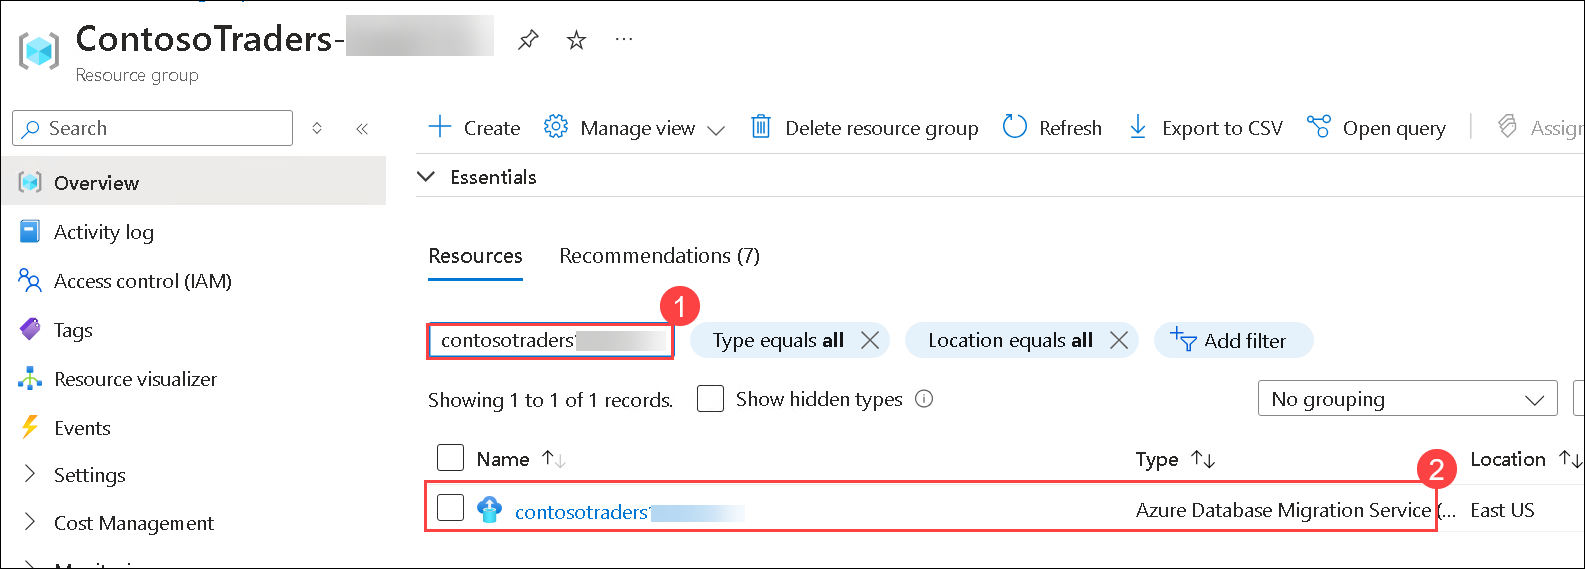 ContosoTraders-
Resource group
Search
Create Manage view Delete resource group Refresh Export to CSV Open query Assign
Essentials
Overview
Activity log
Access control (IAM)
Tags
Resource visualizer
Events
Settings
Cost Management
Resources Recommendations (7)
1
contosotraders
Type equals all Location equals all Add filter
Showing 1 to 1 of 1 records. Show hidden types No grouping
Name Type Location
2
contosotraders Azure Database Migration Service (... East US